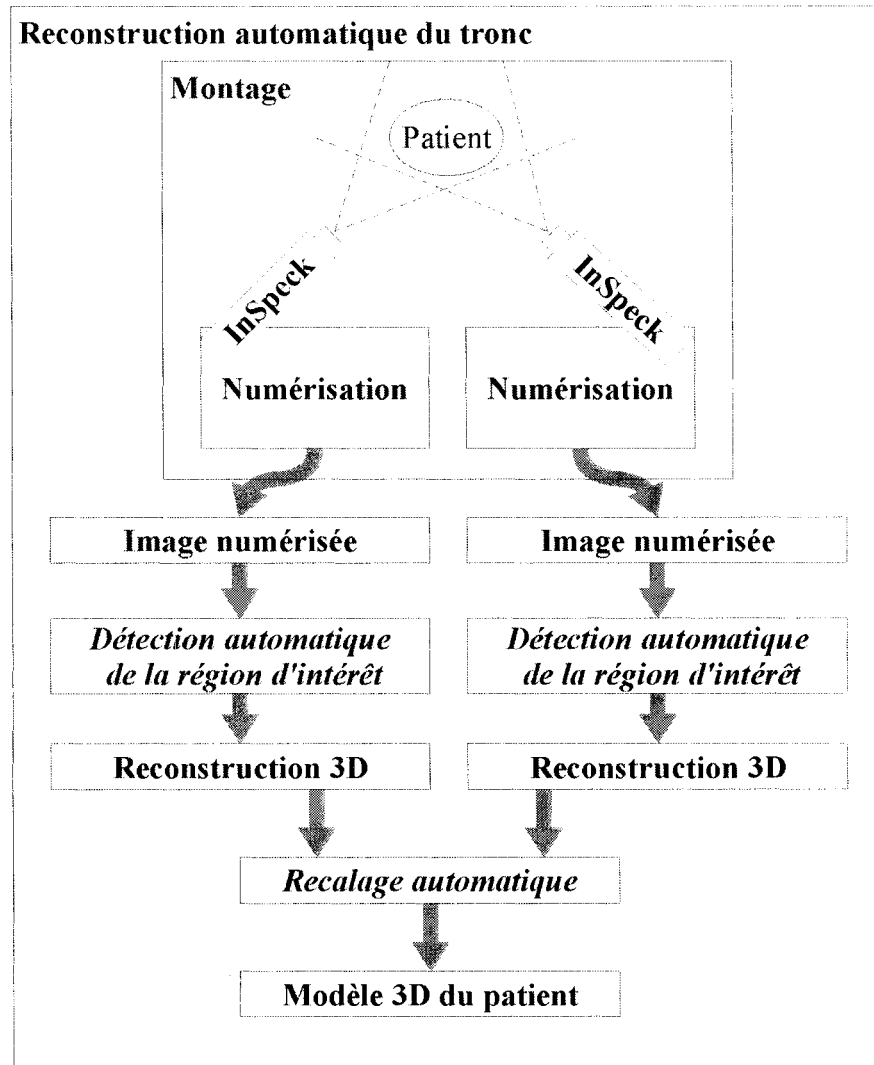 Reconstruction automatique du tronc
Montage
Patient
InSpeck
InSpeck
Numérisation
Numérisation
Image numérisée
Image numérisée
Détection automatique
de la région d'intérêt
Détection automatique
de la région d'intérêt
Reconstruction 3D
Reconstruction 3D
Recalage automatique
Modèle 3D du patient